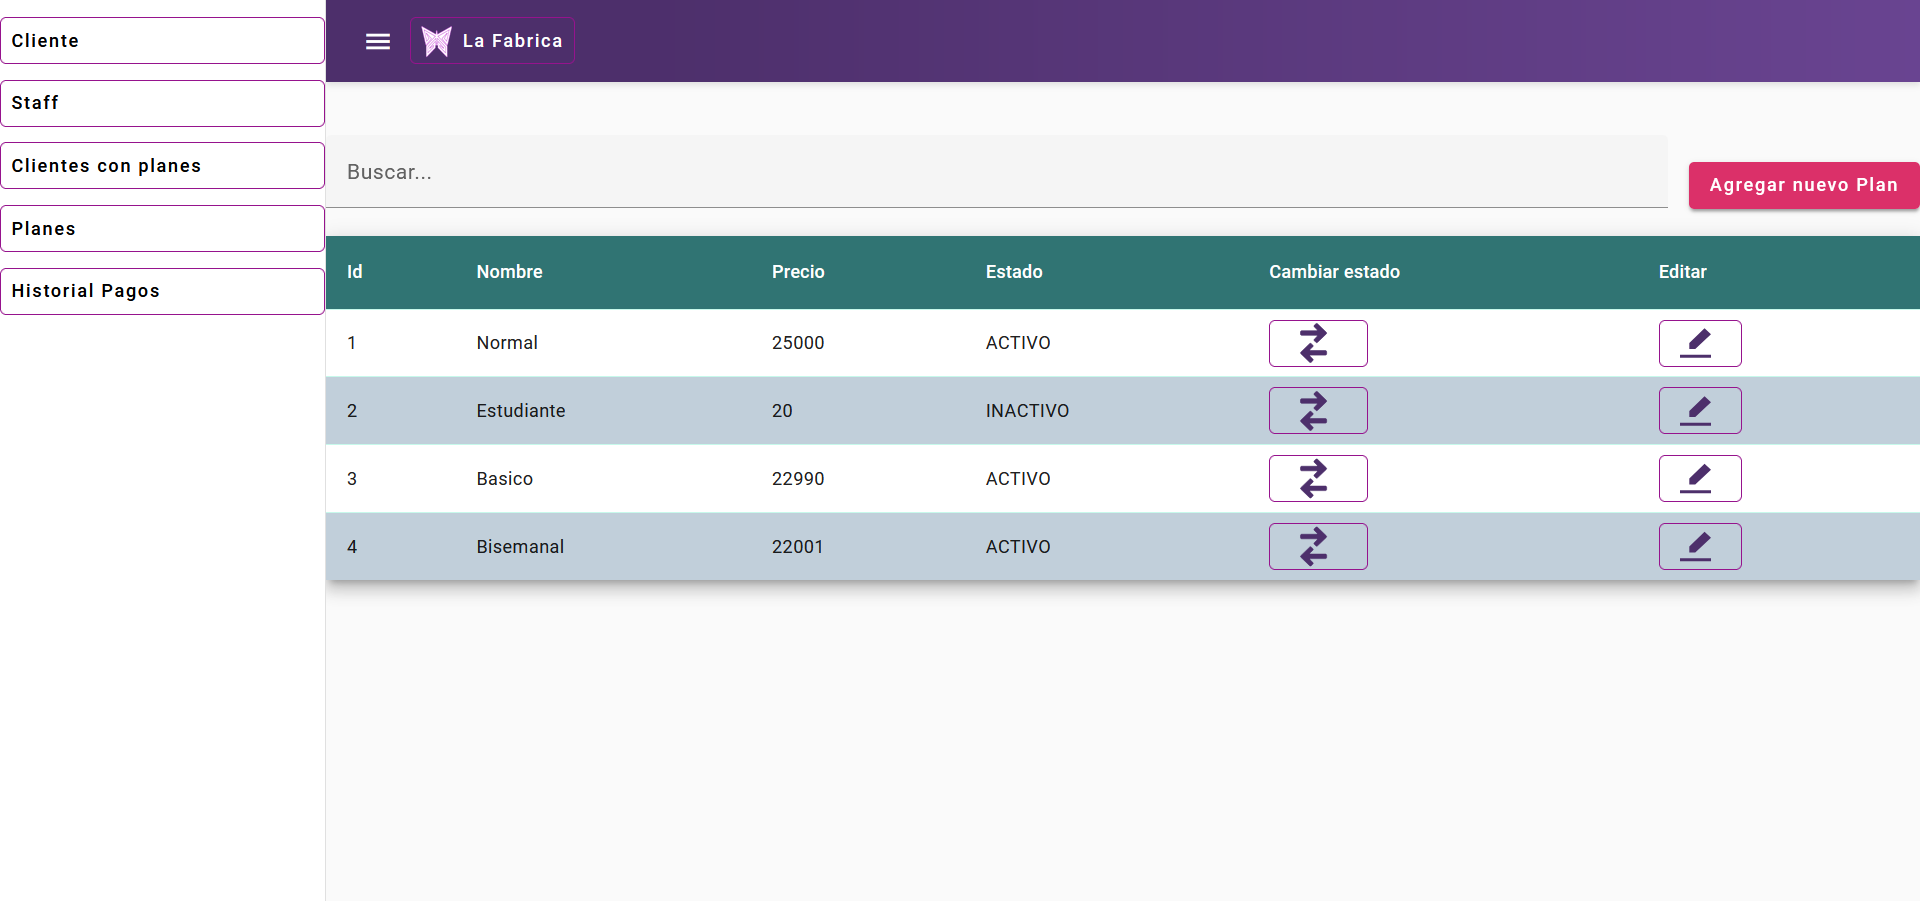 Cliente
Staff
Clientes con planes
Planes
Historial Pagos
La Fabrica
Buscar...
Agregar nuevo Plan
Id Nombre Precio Estado Cambiar estado Editar
1 Normal 25000 ACTIVO
2 Estudiante 20 INACTIVO
3 Basico 22990 ACTIVO
4 Bisemanal 22001 ACTIVO